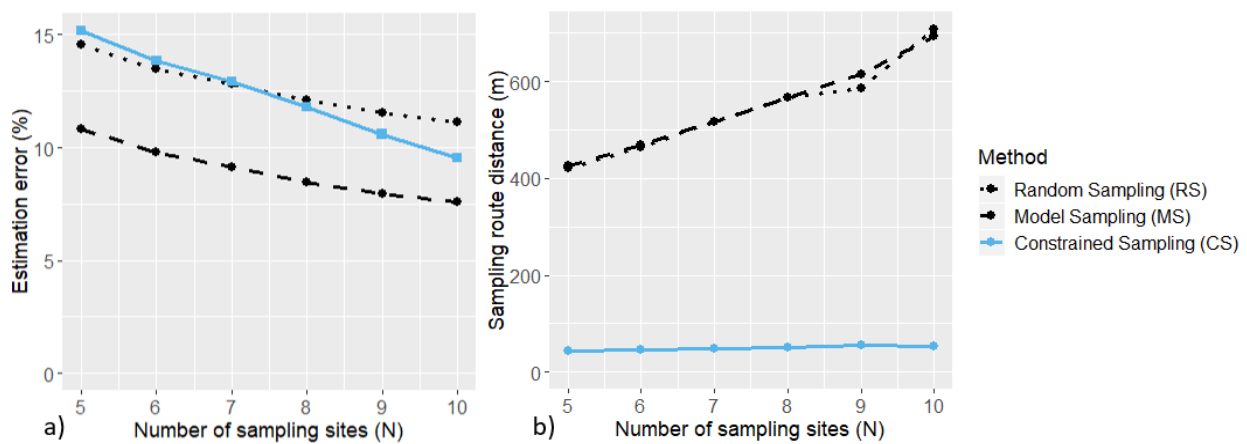 Estimation error (%)
15
10
5
0
5 6 7 8 9 10
a) Number of sampling sites (N)
Sampling route distance (m)
600
400
200
0
5 6 7 8 9 10
b) Number of sampling sites (N)
Method
Random Sampling (RS)
Model Sampling (MS)
Constrained Sampling (CS)